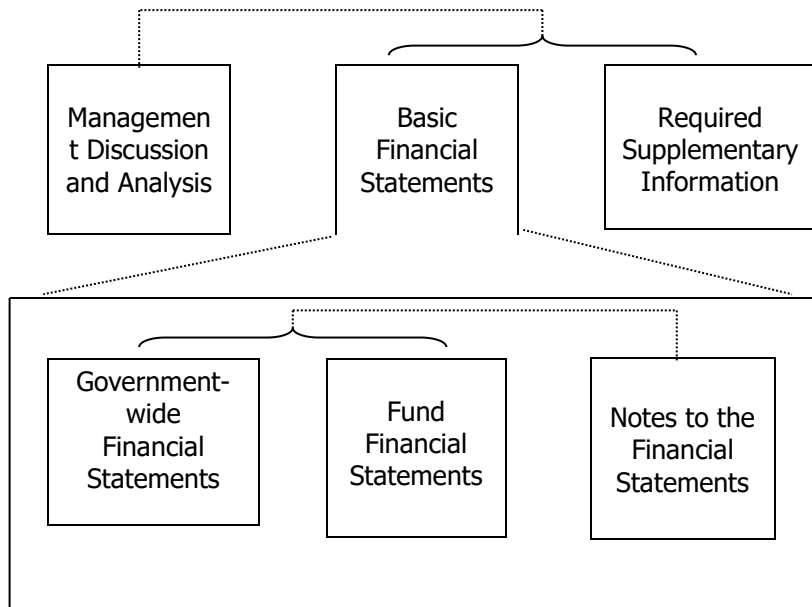 Managemen
t Discussion
and Analysis
Basic
Financial
Statements
Required
Supplementary
Information
Government-
wide
Financial
Statements
Fund
Financial
Statements
Notes to the
Financial
Statements